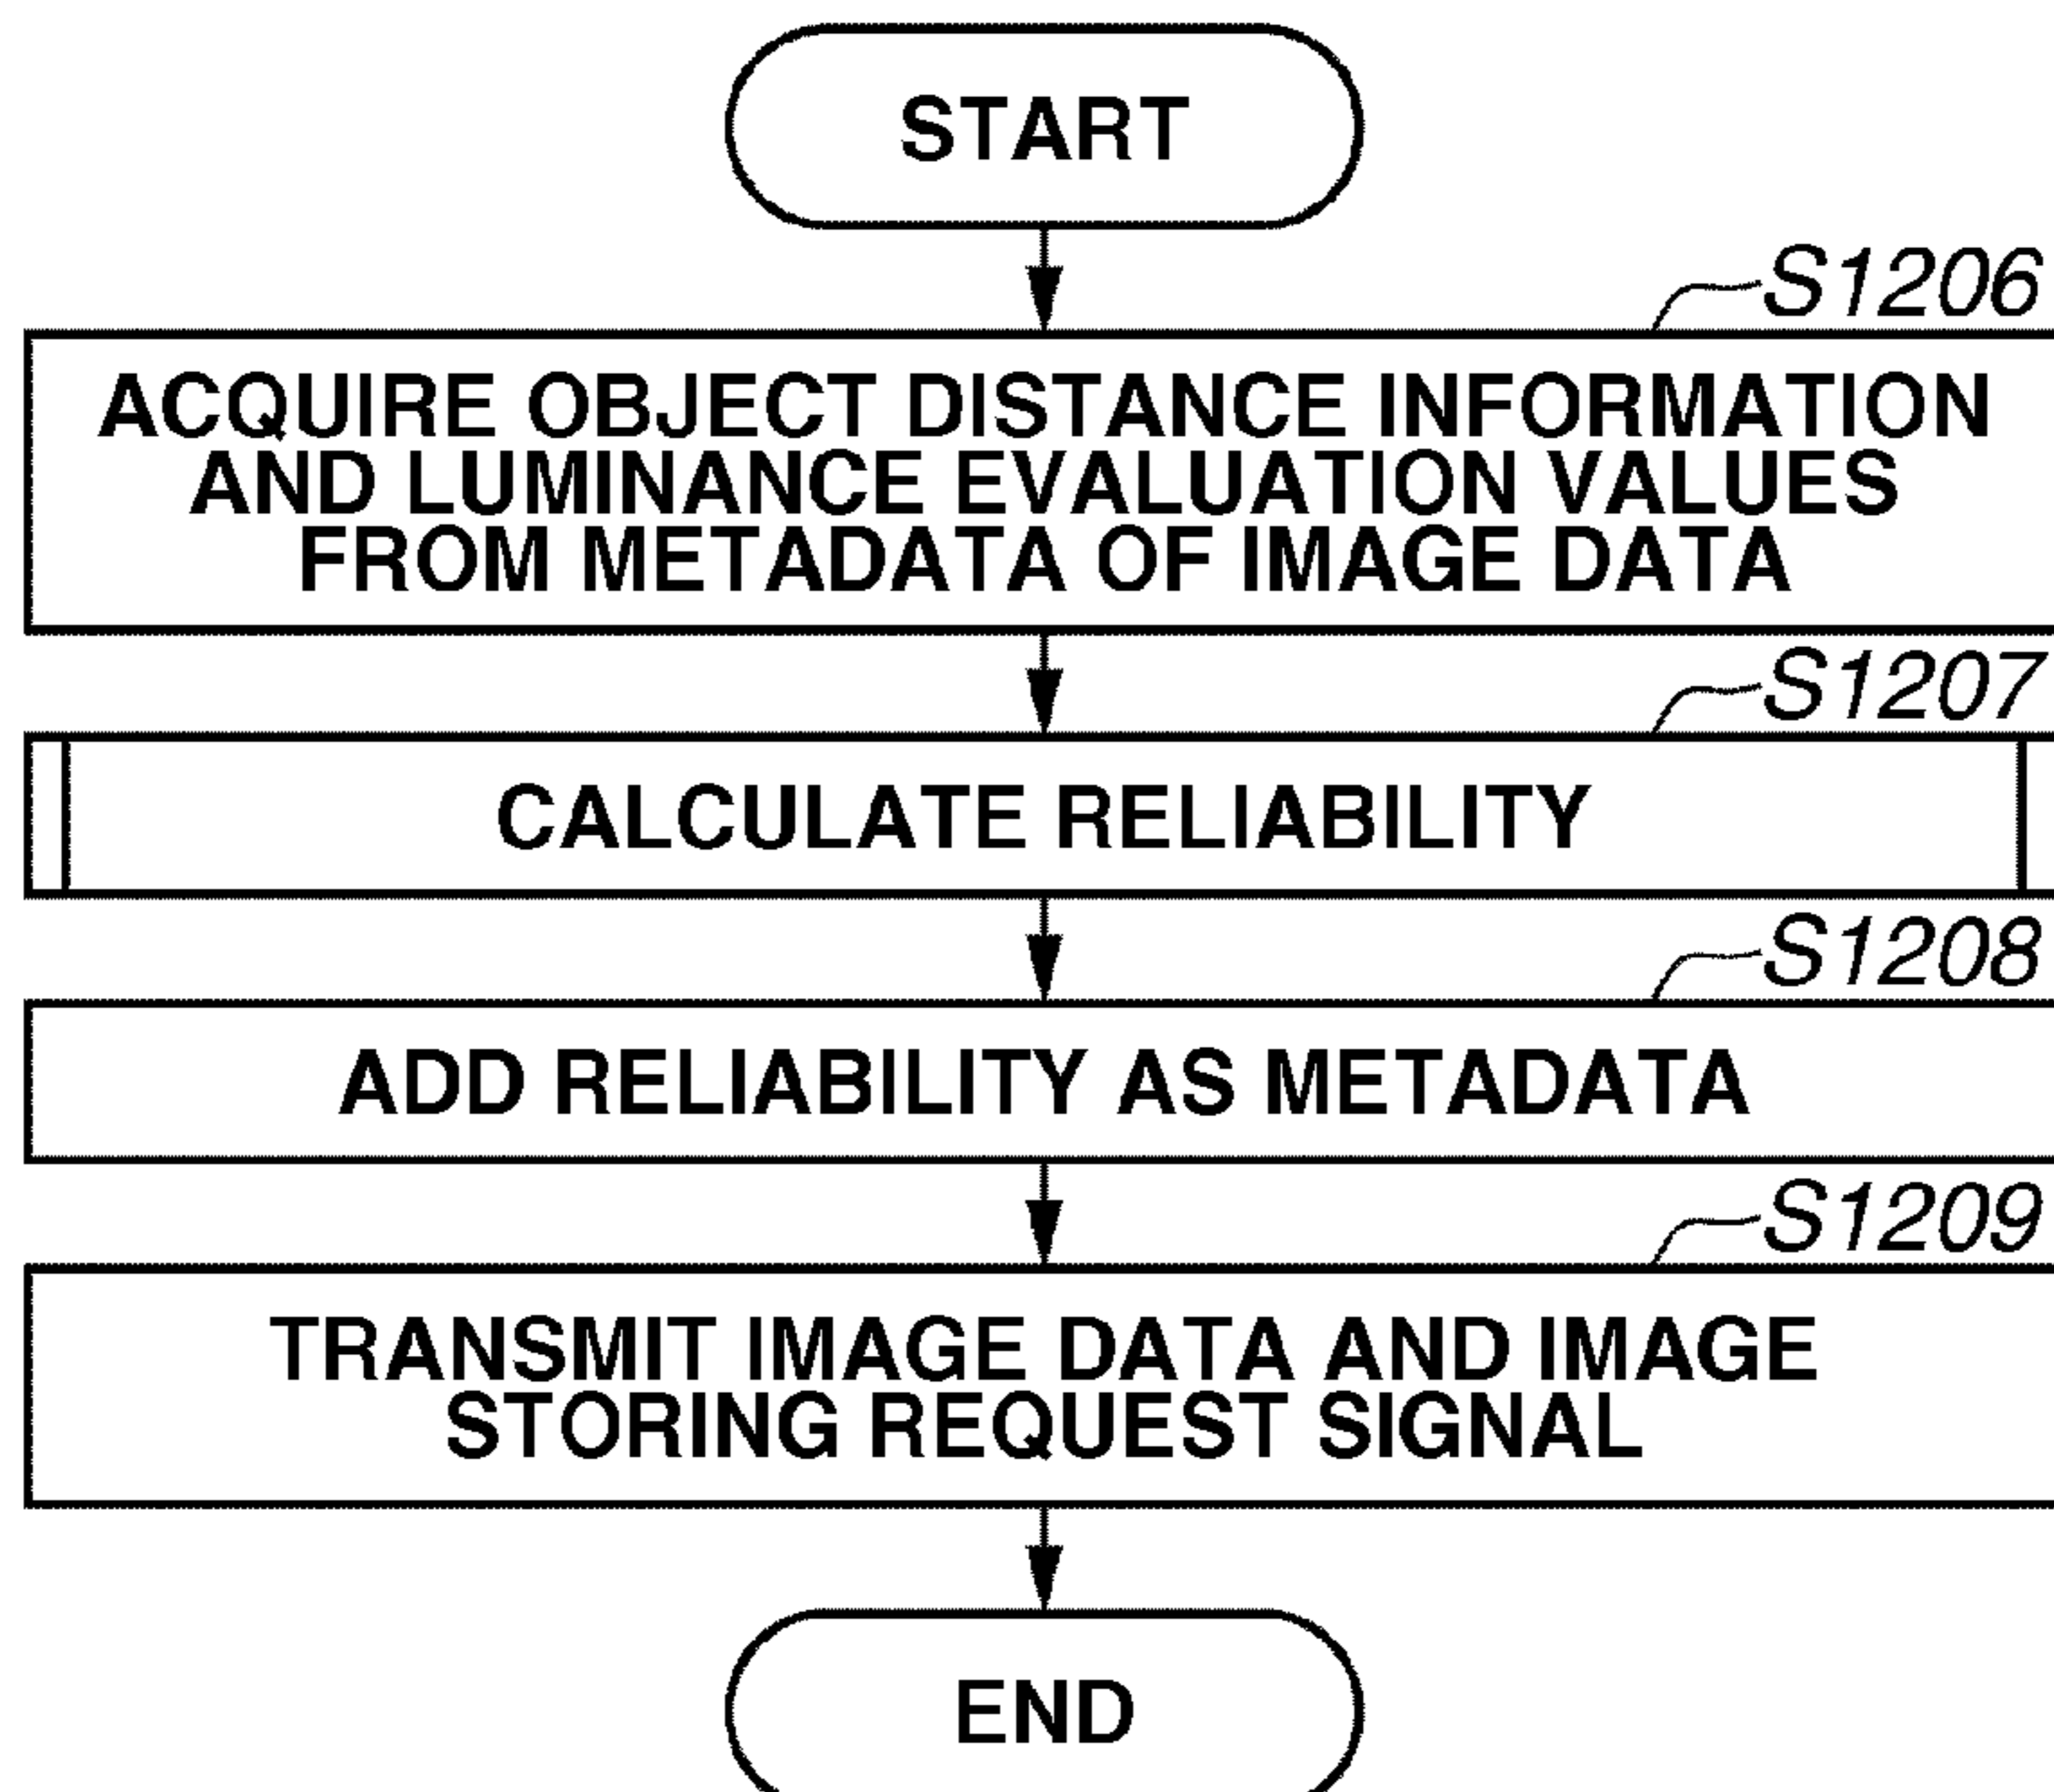 START
S1206
ACQUIRE OBJECT DISTANCE INFORMATION
AND LUMINANCE EVALUATION VALUES
FROM METADATA OF IMAGE DATA
S1207
CALCULATE RELIABILITY
S1208
ADD RELIABILITY AS METADATA
S1209
TRANSMIT IMAGE DATA AND IMAGE
STORING REQUEST SIGNAL
END